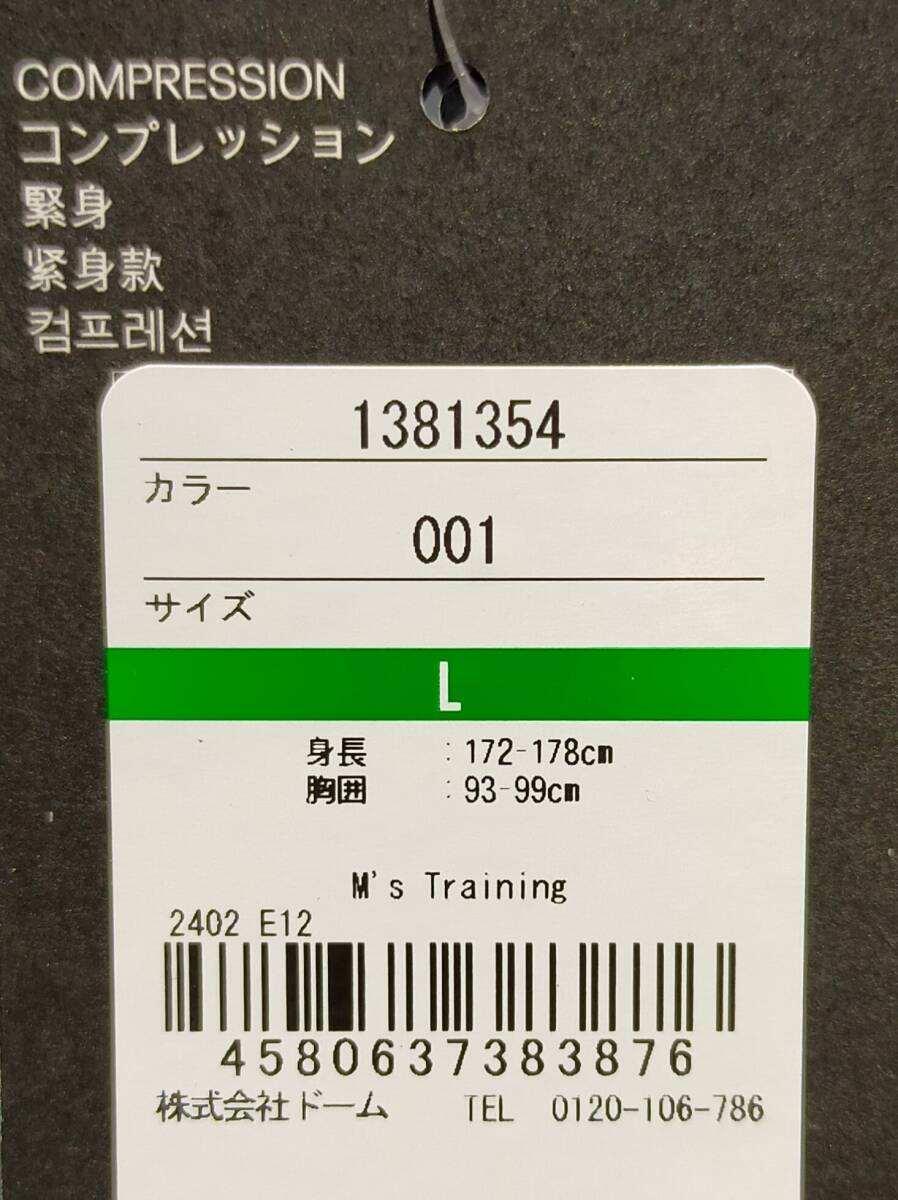 COMPRESSION
コンプレッション
緊身
紧身款
컴프레션
1381354
カラー
001
サイズ
L
身長 : 172-178cm
胸囲 : 93-99cm
M's Training
2402 E12
4580637383876
株式会社ドーム TEL 0120-106-786